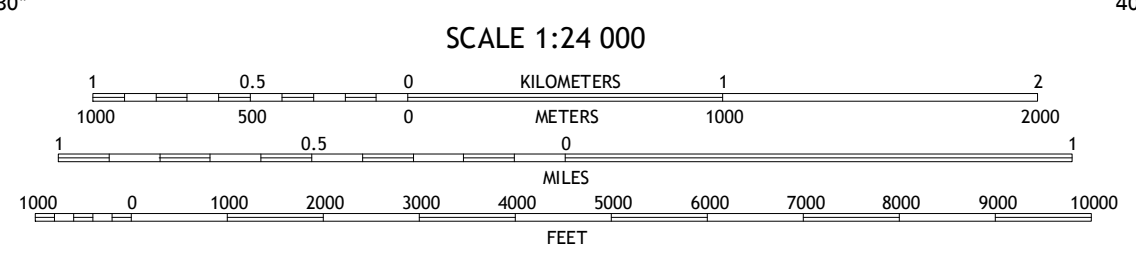 30" 40
SCALE 1:24 000
1 0.5 0 KILOMETERS 1 2
1000 500 0 METERS 1000 2000
1 0.5 0 1
MILES
1000 0 1000 2000 3000 4000 5000 6000 7000 8000 9000 10000
FEET